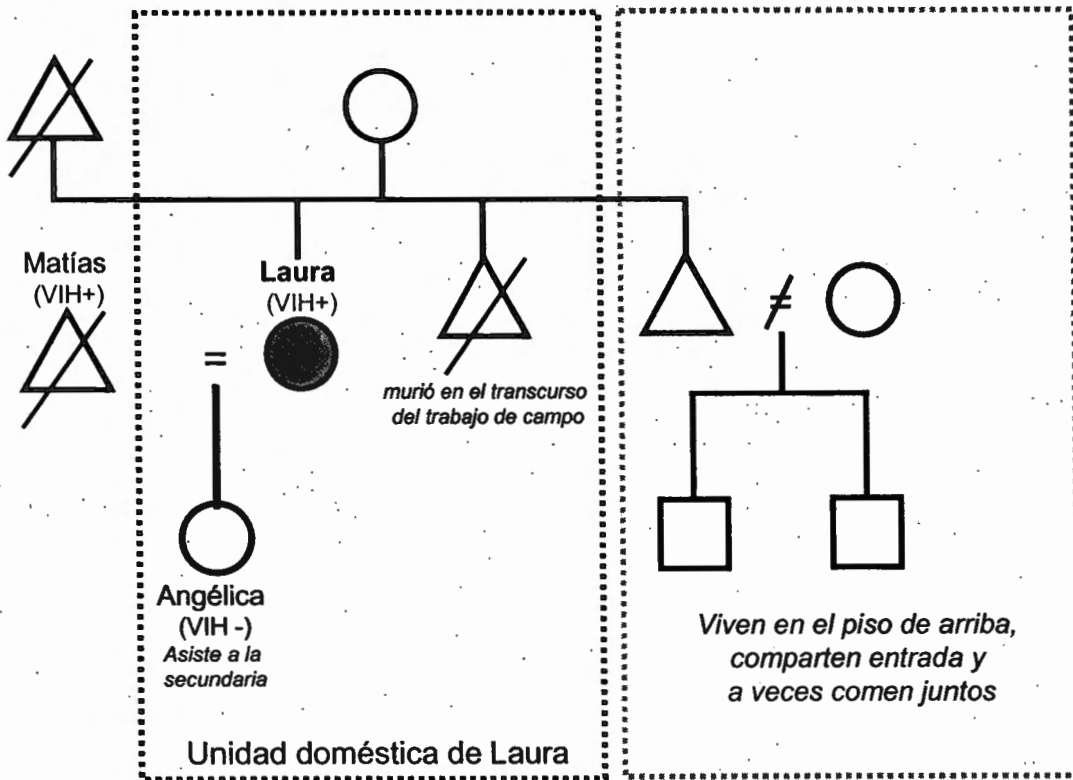 Matías
(VIH+)
Laura
(VIH+)
=
murió en el transcurso
del trabajo de campo
≠
Angélica
(VIH -)
Asiste a la
secundaria
Viven en el piso de arriba,
comparten entrada y
a veces comen juntos
Unidad doméstica de Laura